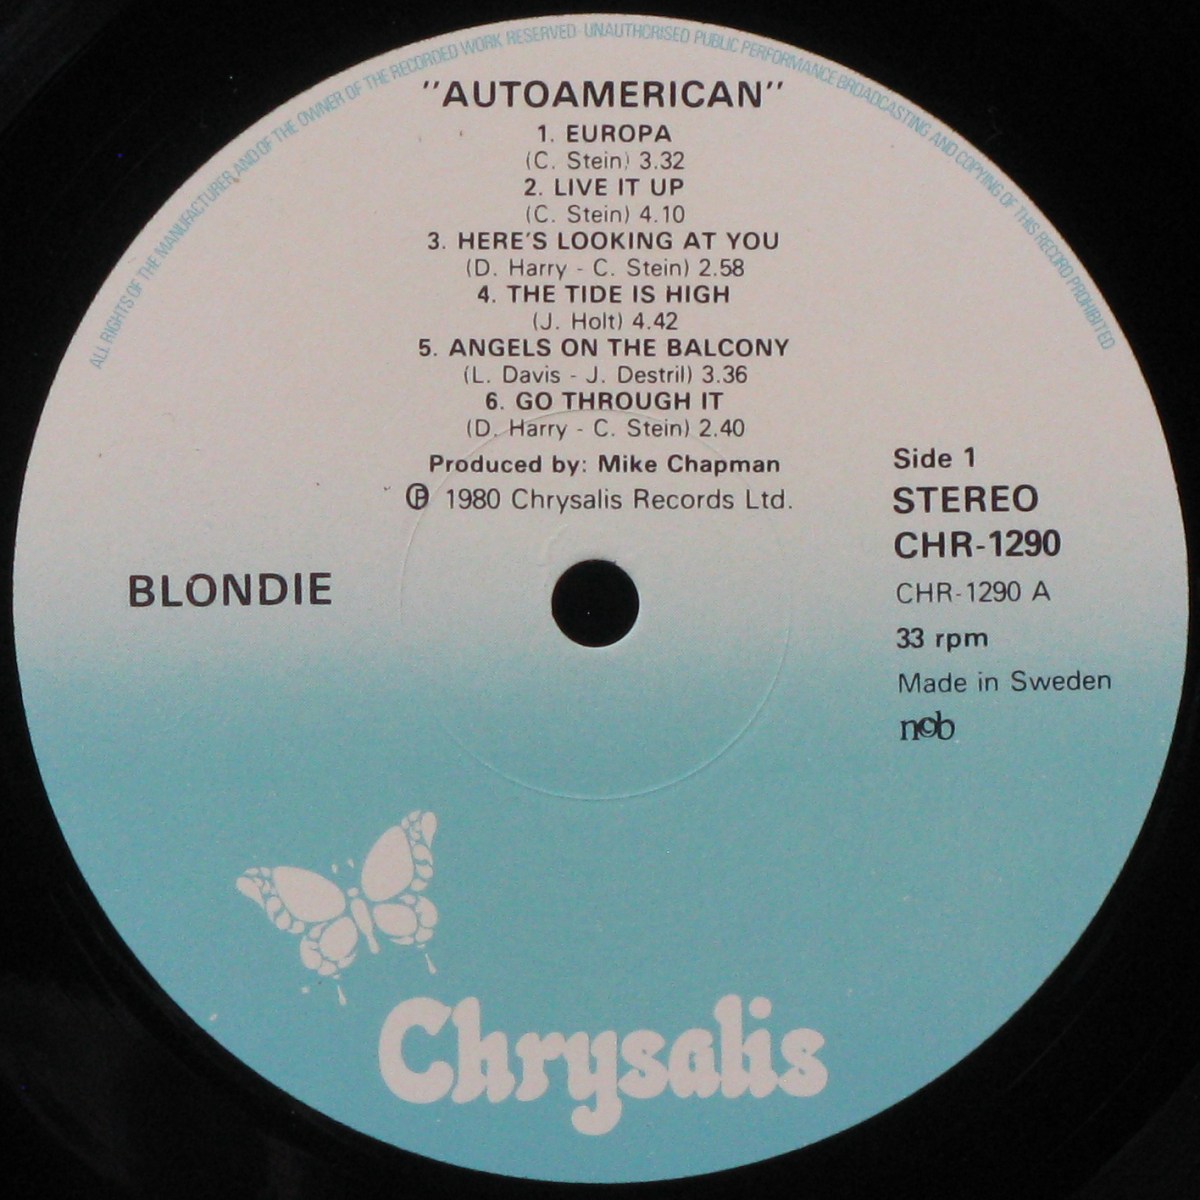 ALL RIGHTS OF THE MANUFACTURER AND OF THE OWNER OF THE RECORDED WORK RESERVED UNAUTHORISED PUBLIC PERFORMANCE BROADCASTING AND COPYING OF THIS RECORD PROHIBITED
"AUTOAMERICAN"
1. EUROPA
(C. Stein) 3.32
2. LIVE IT UP
(C. Stein) 4.10
3. HERE'S LOOKING AT YOU
(D. Harry - C. Stein) 2.58
4. THE TIDE IS HIGH
(J. Holt) 4.42
5. ANGELS ON THE BALCONY
(L. Davis - J. Destril) 3.36
6. GO THROUGH IT
(D. Harry - C. Stein) 2.40
Produced by: Mike Chapman
℗ 1980 Chrysalis Records Ltd.
BLONDIE
Side 1
STEREO
CHR-1290
CHR-1290 A
33 rpm
Made in Sweden
ncb
Chrysalis